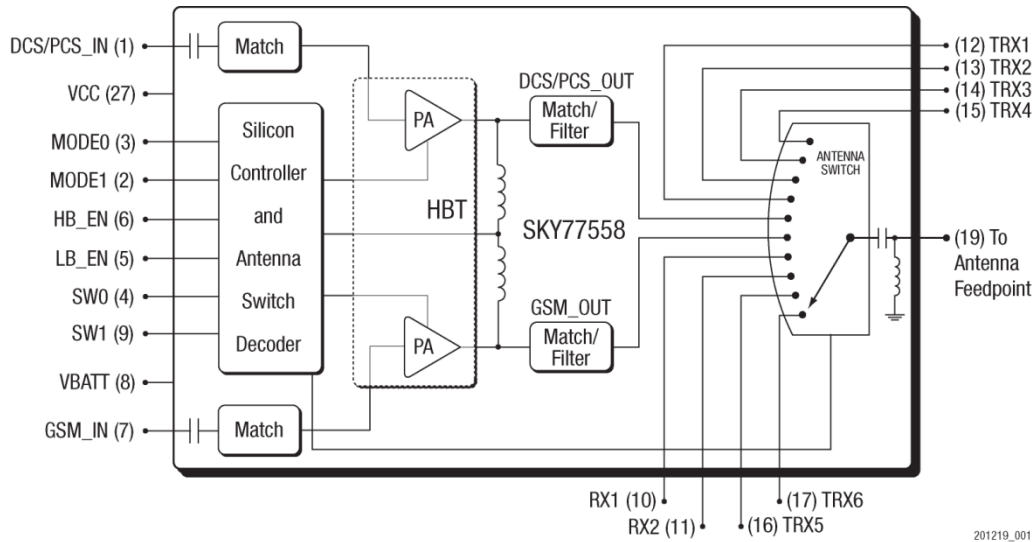 DCS/PCS_IN (1)
VCC (27)
MODE0 (3)
MODE1 (2)
HB_EN (6)
LB_EN (5)
SW0 (4)
SW1 (9)
VBATT (8)
GSM_IN (7)
Match
Silicon
Controller
and
Antenna
Switch
Decoder
Match
PA
HBT
PA
DCS/PCS_OUT
Match/
Filter
SKY77558
GSM_OUT
Match/
Filter
ANTENNA
SWITCH
(12) TRX1
(13) TRX2
(14) TRX3
(15) TRX4
(19) To
Antenna
Feedpoint
RX1 (10)
RX2 (11)
(16) TRX5
(17) TRX6
201219_001